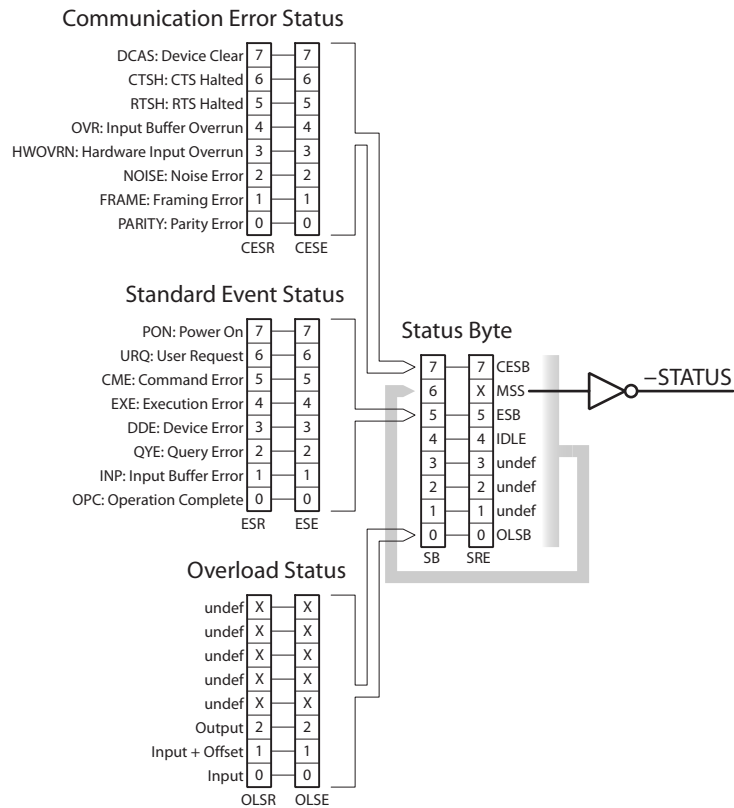 Communication Error Status
DCAS: Device Clear 7 7
CTSH: CTS Halted 6 6
RTSH: RTS Halted 5 5
OVR: Input Buffer Overrun 4 4
HWOVRN: Hardware Input Overrun 3 3
NOISE: Noise Error 2 2
FRAME: Framing Error 1 1
PARITY: Parity Error 0 0
CESR CESE
Standard Event Status
PON: Power On 7 7
URQ: User Request 6 6
CME: Command Error 5 5
EXE: Execution Error 4 4
DDE: Device Error 3 3
QYE: Query Error 2 2
INP: Input Buffer Error 1 1
OPC: Operation Complete 0 0
ESR ESE
Status Byte
7 7 CESB
6 X MSS
–STATUS
5 5 ESB
4 4 IDLE
3 3 undef
2 2 undef
1 1 undef
0 0 OLSB
SB SRE
Overload Status
undef X X
undef X X
undef X X
undef X X
undef X X
Output 2 2
Input + Offset 1 1
Input 0 0
OLSR OLSE